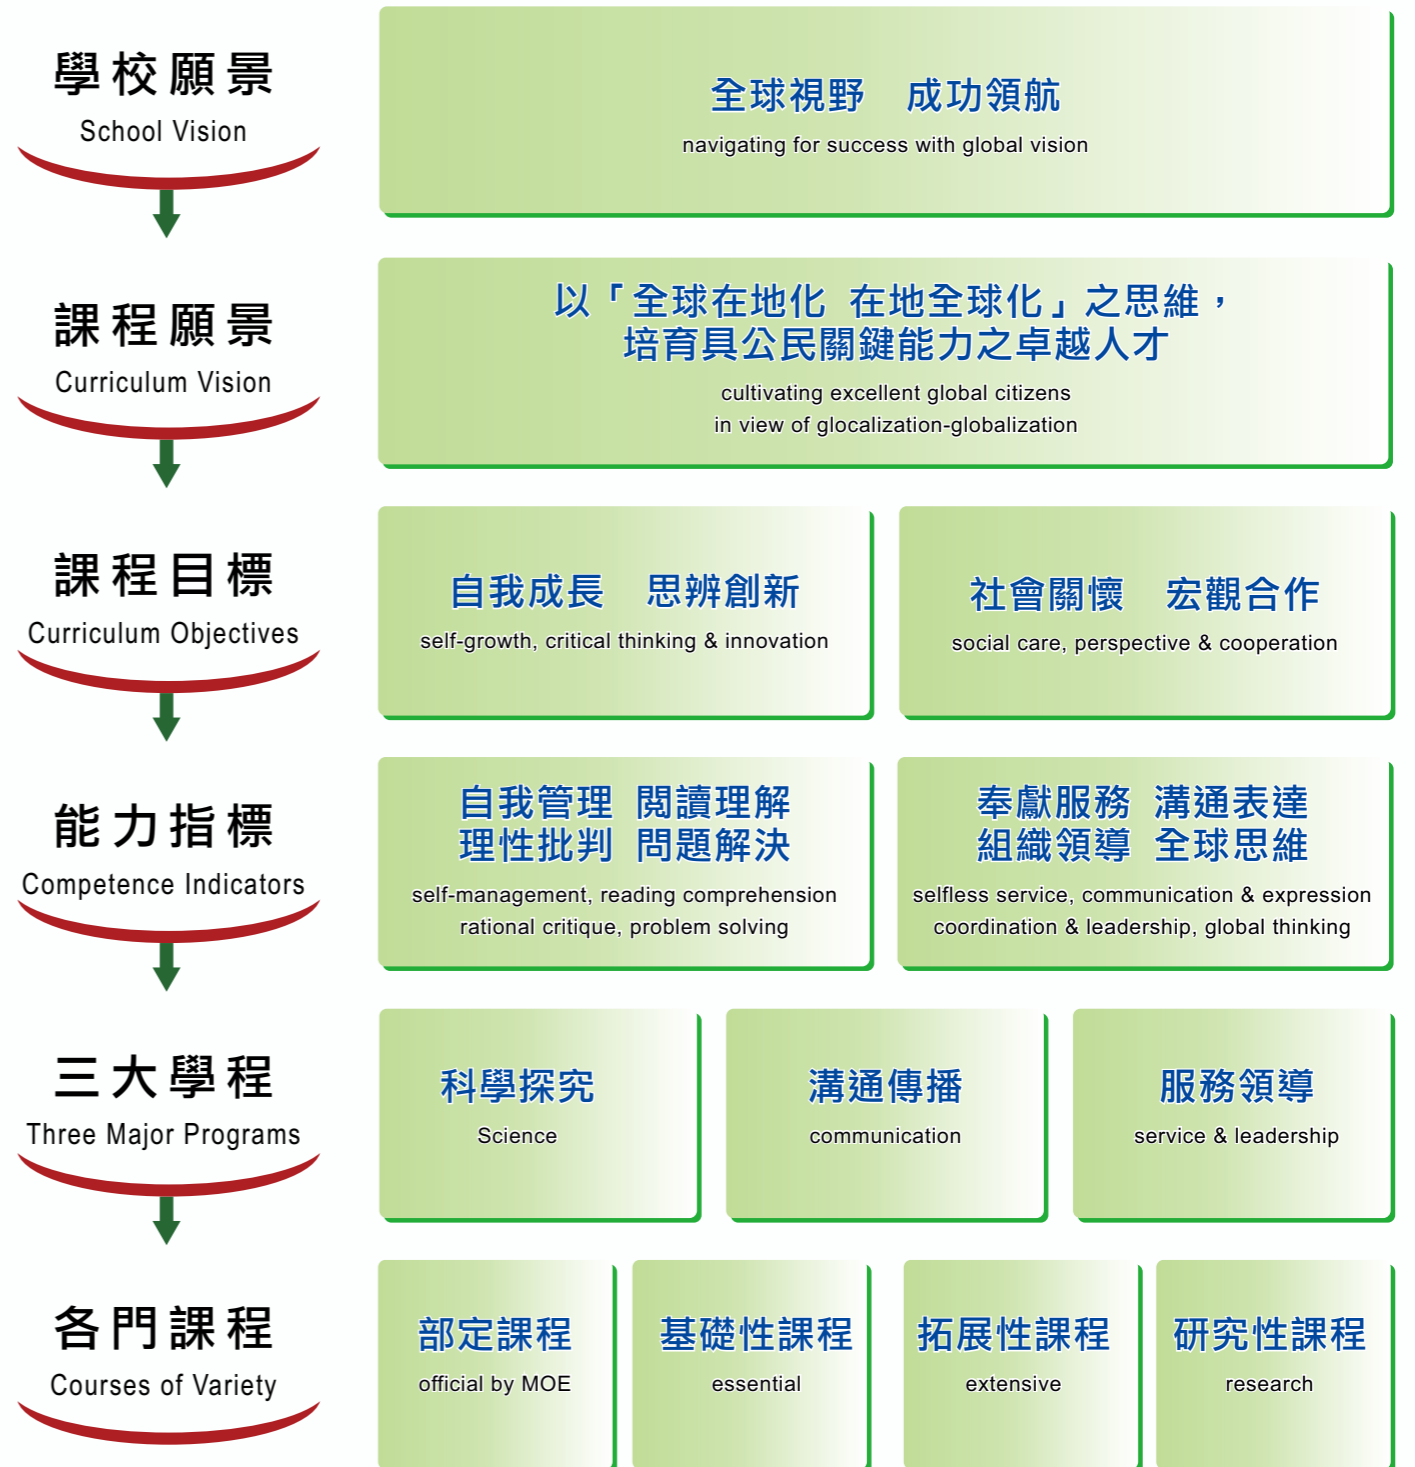 學校願景
School Vision
全球視野 成功領航
navigating for success with global vision
課程願景
Curriculum Vision
以「全球在地化 在地全球化」之思維，
培育具公民關鍵能力之卓越人才
cultivating excellent global citizens
in view of glocalization-globalization
課程目標
Curriculum Objectives
自我成長 思辨創新
self-growth, critical thinking & innovation
社會關懷 宏觀合作
social care, perspective & cooperation
能力指標
Competence Indicators
自我管理 閱讀理解
理性批判 問題解決
self-management, reading comprehension
rational critique, problem solving
奉獻服務 溝通表達
組織領導 全球思維
selfless service, communication & expression
coordination & leadership, global thinking
三大學程
Three Major Programs
科學探究
Science
溝通傳播
communication
服務領導
service & leadership
各門課程
Courses of Variety
部定課程
official by MOE
基礎性課程
essential
拓展性課程
extensive
研究性課程
research